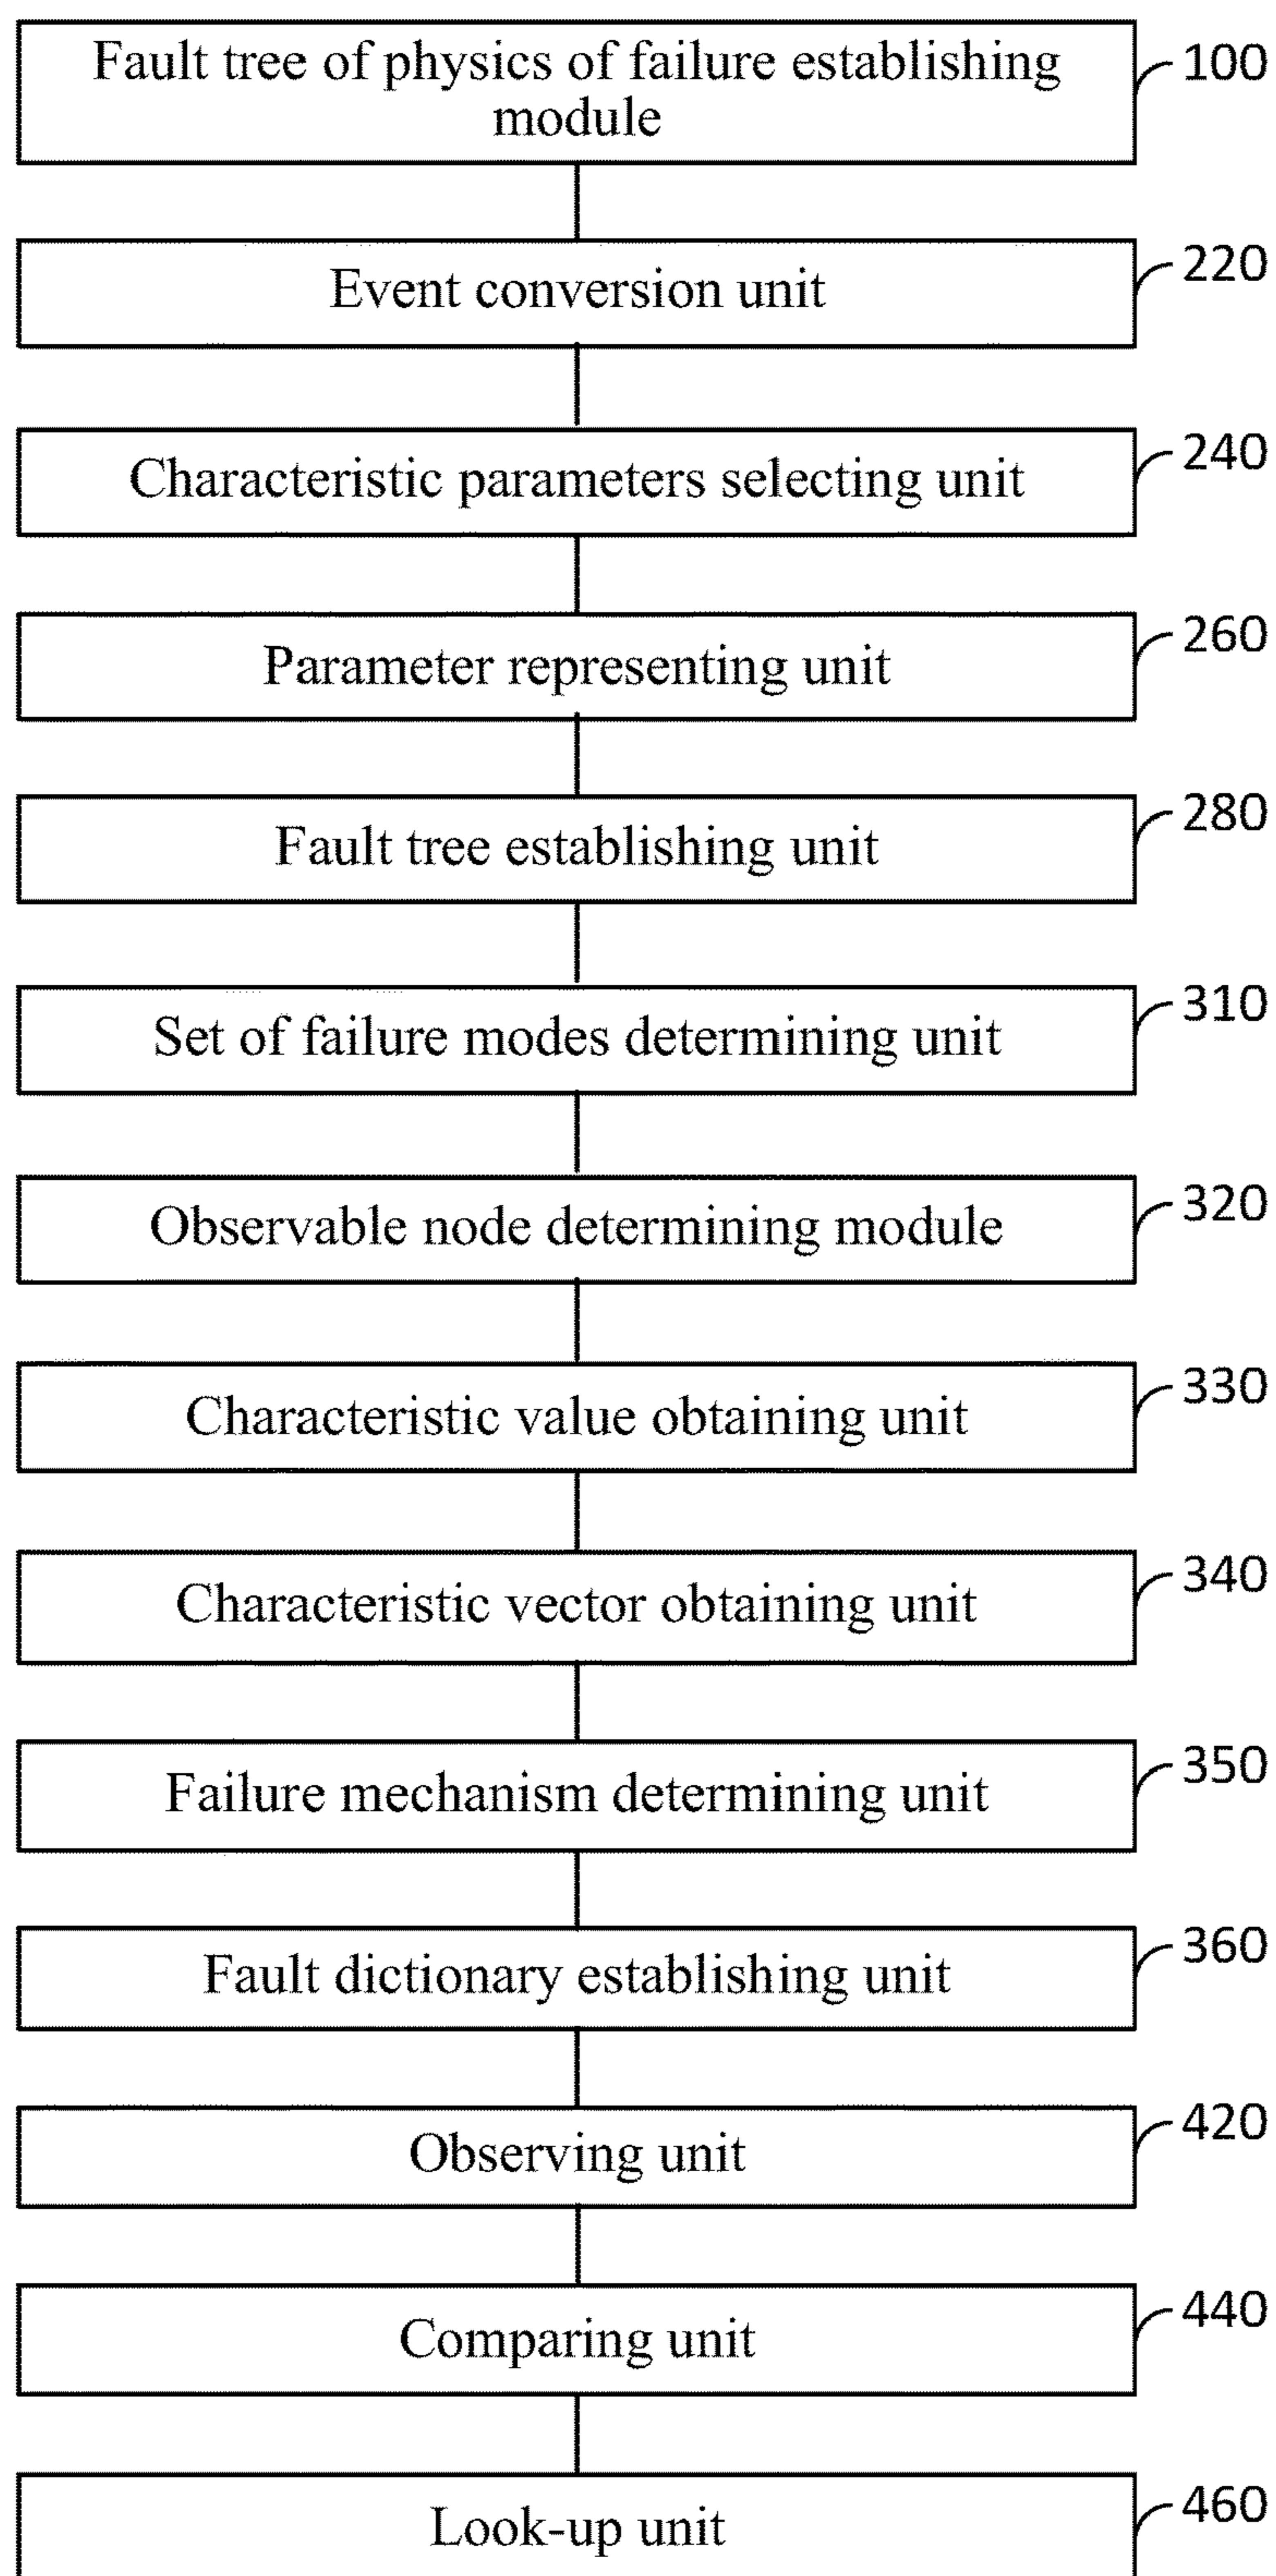 Fault tree of physics of failure establishing
module
100
Event conversion unit
220
Characteristic parameters selecting unit
240
Parameter representing unit
260
Fault tree establishing unit
280
Set of failure modes determining unit
310
Observable node determining module
320
Characteristic value obtaining unit
330
Characteristic vector obtaining unit
340
Failure mechanism determining unit
350
Fault dictionary establishing unit
360
Observing unit
420
Comparing unit
440
Look-up unit
460